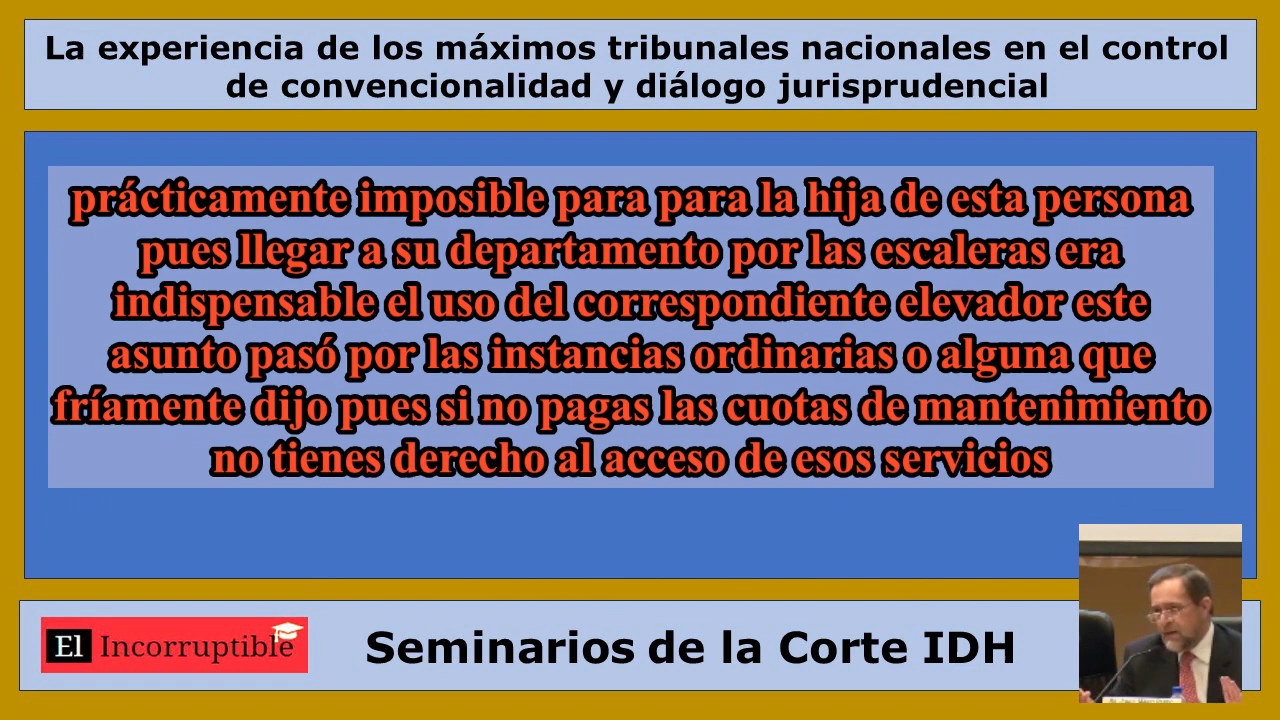 La experiencia de los máximos tribunales nacionales en el control
de convencionalidad y diálogo jurisprudencial
prácticamente imposible para para la hija de esta persona
pues llegar a su departamento por las escaleras era
indispensable el uso del correspondiente elevador este
asunto pasó por las instancias ordinarias o alguna que
fríamente dijo pues si no pagas las cuotas de mantenimiento
no tienes derecho al acceso de esos servicios
El Incorruptible
Seminarios de la Corte IDH